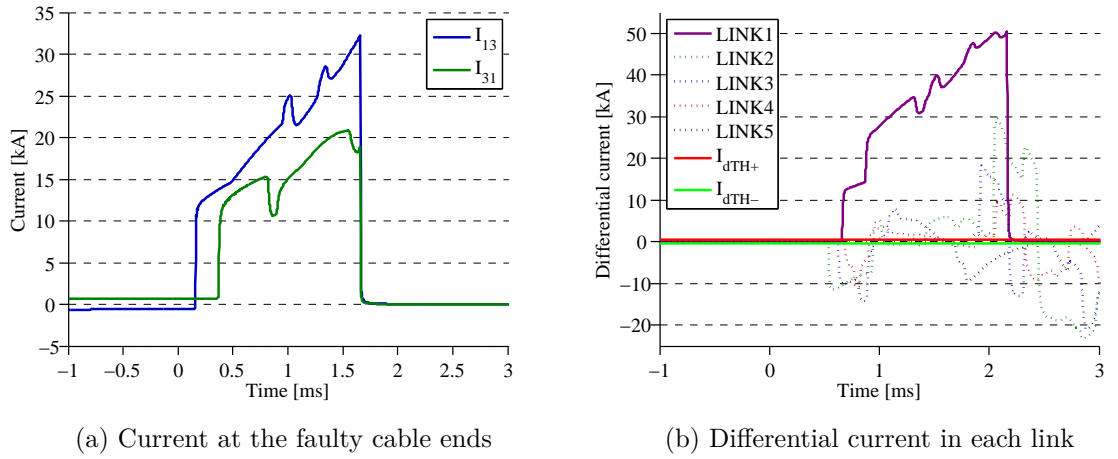 35
30
25
20
15
10
5
0
−5
Current [kA]
−1
−0.5
0
0.5
1
1.5
2
2.5
3
Time [ms]
I13
I31
(a) Current at the faulty cable ends
50
40
30
20
10
0
−10
−20
Differential current [kA]
−1
0
1
2
3
Time [ms]
LINK1
LINK2
LINK3
LINK4
LINK5
IdTH+
IdTH−
(b) Differential current in each link